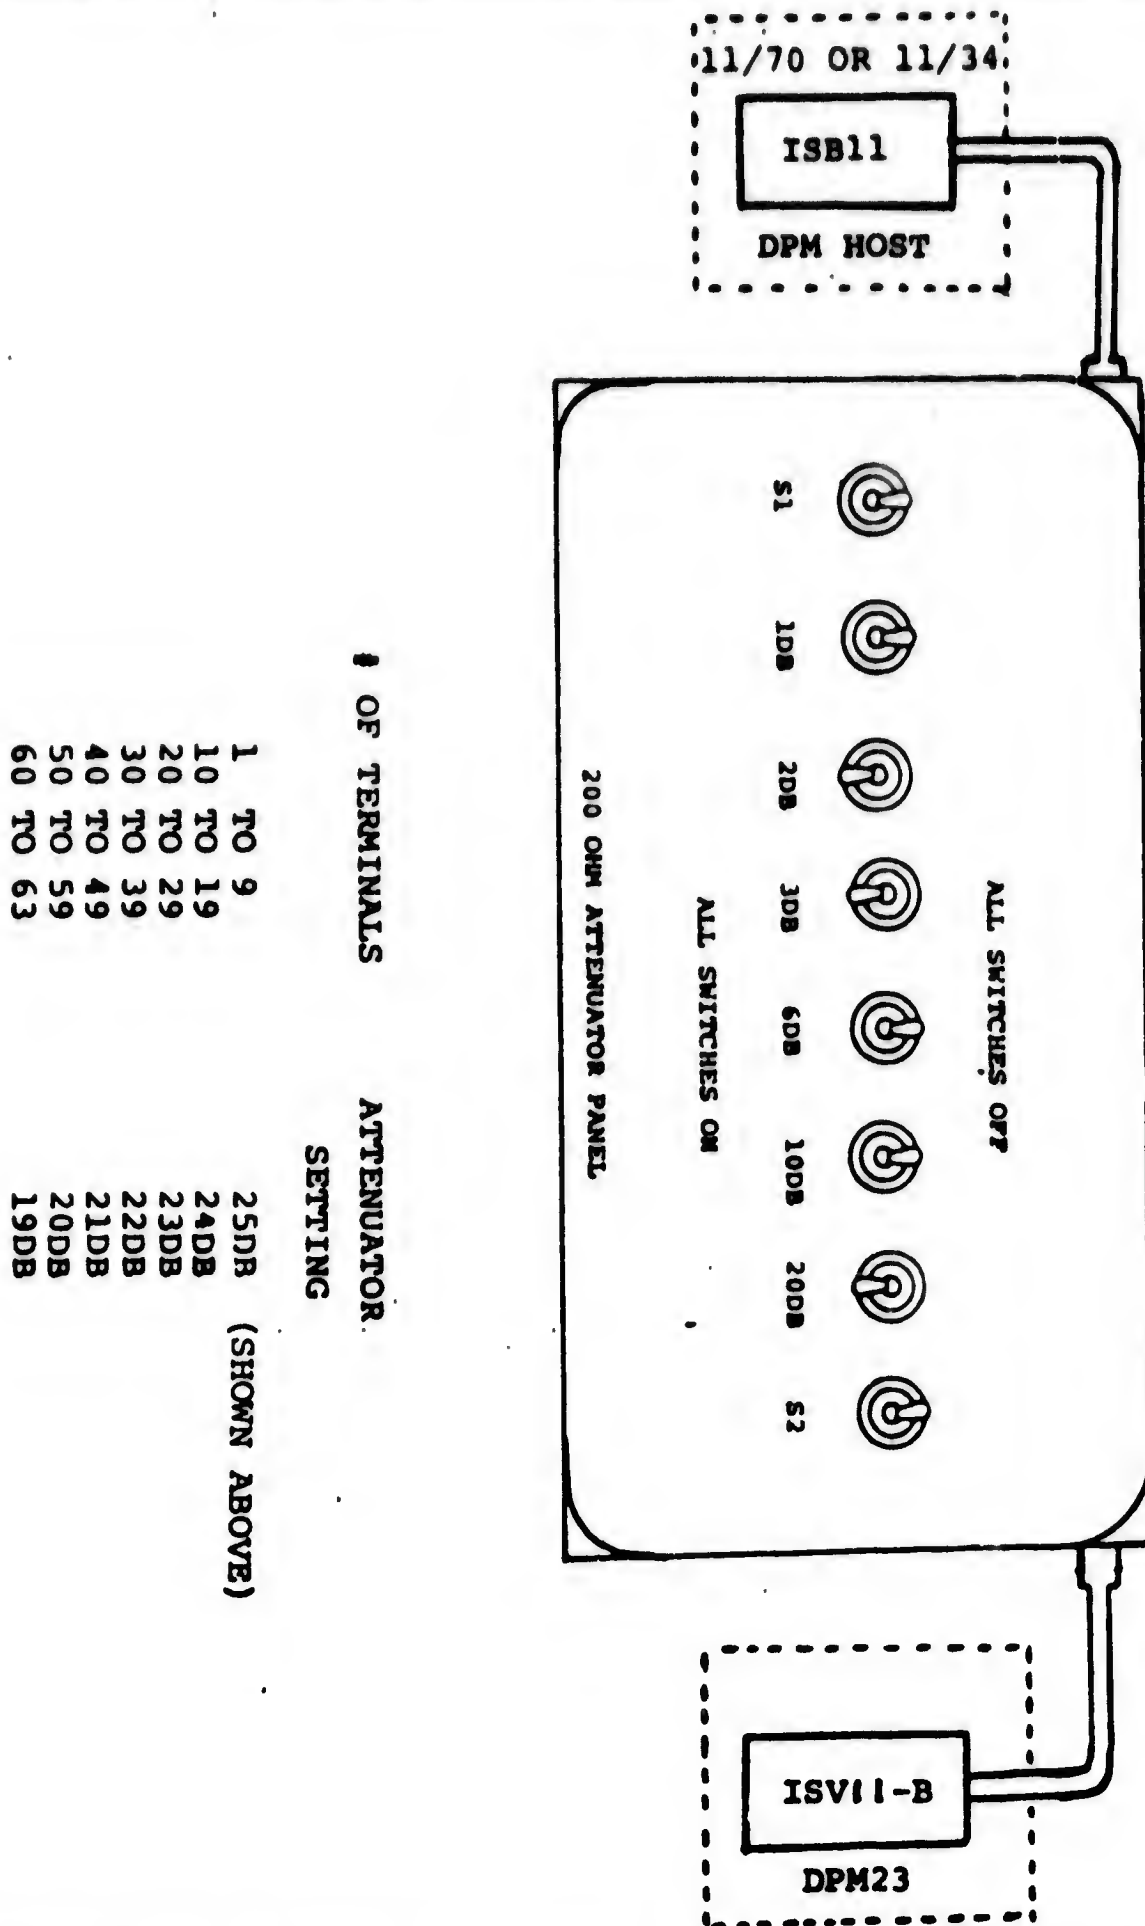 11/70 OR 11/34
ISB11
DPM HOST
ALL SWITCHES OFF
S1 1DB 2DB 3DB 6DB 10DB 20DB S2
ALL SWITCHES ON
200 OHM ATTENUATOR PANEL
ISV11-B
DPM23
# OF TERMINALS ATTENUATOR
SETTING
1 TO 9 25DB (SHOWN ABOVE)
10 TO 19 24DB
20 TO 29 23DB
30 TO 39 22DB
40 TO 49 21DB
50 TO 59 20DB
60 TO 63 19DB